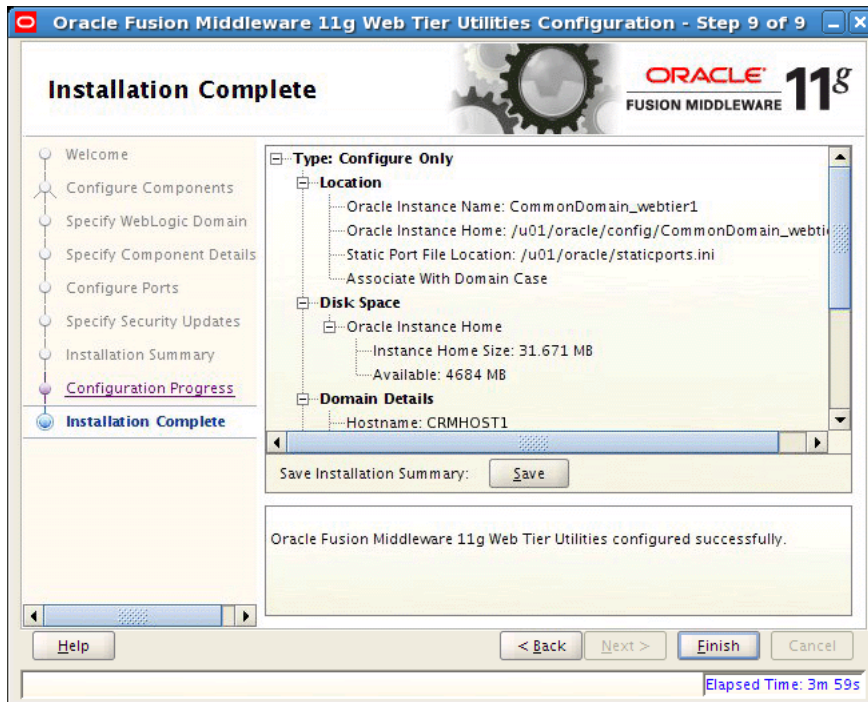 Oracle Fusion Middleware 11g Web Tier Utilities Configuration - Step 9 of 9
Installation Complete
ORACLE
FUSION MIDDLEWARE 11g
Welcome
Configure Components
Specify WebLogic Domain
Specify Component Details
Configure Ports
Specify Security Updates
Installation Summary
Configuration Progress
Installation Complete
Type: Configure Only
Location
Oracle Instance Name: CommonDomain_webtier1
Oracle Instance Home: /u01/oracle/config/CommonDomain_webti
Static Port File Location: /u01/oracle/staticports.ini
Associate With Domain Case
Disk Space
Oracle Instance Home
Instance Home Size: 31.671 MB
Available: 4684 MB
Domain Details
Hostname: CRMHOST1
Save Installation Summary: Save
Oracle Fusion Middleware 11g Web Tier Utilities configured successfully.
Help < Back Next > Finish Cancel
Elapsed Time: 3m 59s